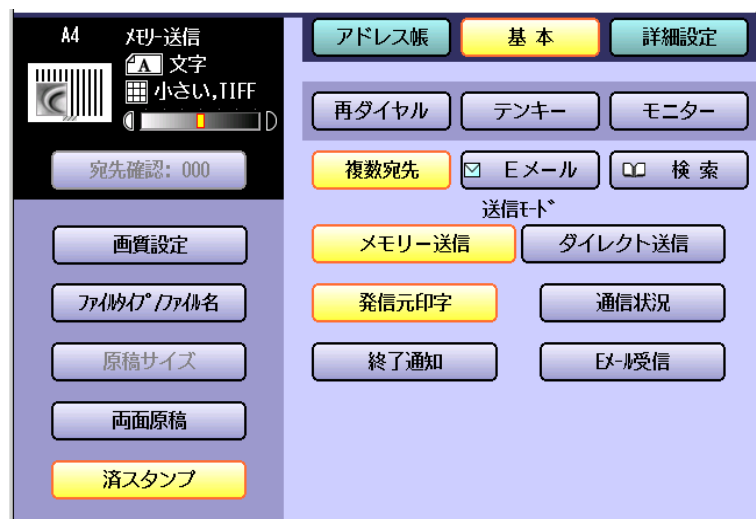 A4 ﾒﾓﾘｰ送信
A 文字
小さい,TIFF
宛先確認: 000
画質設定
ﾌｧｲﾙﾀｲﾌﾟ/ﾌｧｲﾙ名
原稿サイズ
両面原稿
済スタンプ
アドレス帳 基本 詳細設定
再ダイヤル テンキー モニター
複数宛先 Eメール 検索
送信ﾓｰﾄﾞ
メモリー送信 ダイレクト送信
発信元印字 通信状況
終了通知 Eﾒｰﾙ受信